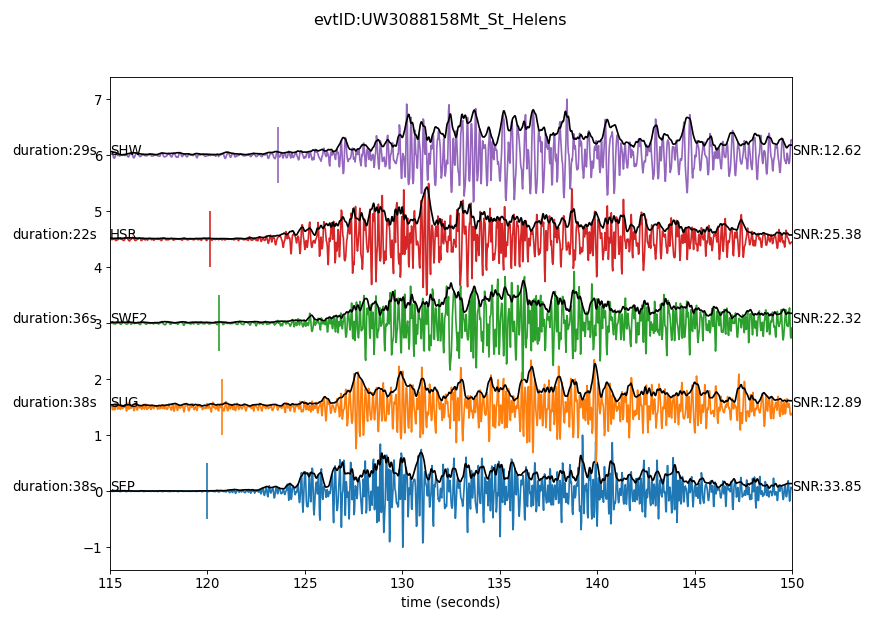 evtID:UW3088158Mt_St_Helens
7
duration:29s SHW SNR:12.62
6
5
duration:22s HSR SNR:25.38
4
duration:36s SWF2 SNR:22.32
3
2
duration:38s SUG SNR:12.89
1
duration:38s SEP SNR:33.85
0
−1
115 120 125 130 135 140 145 150
time (seconds)